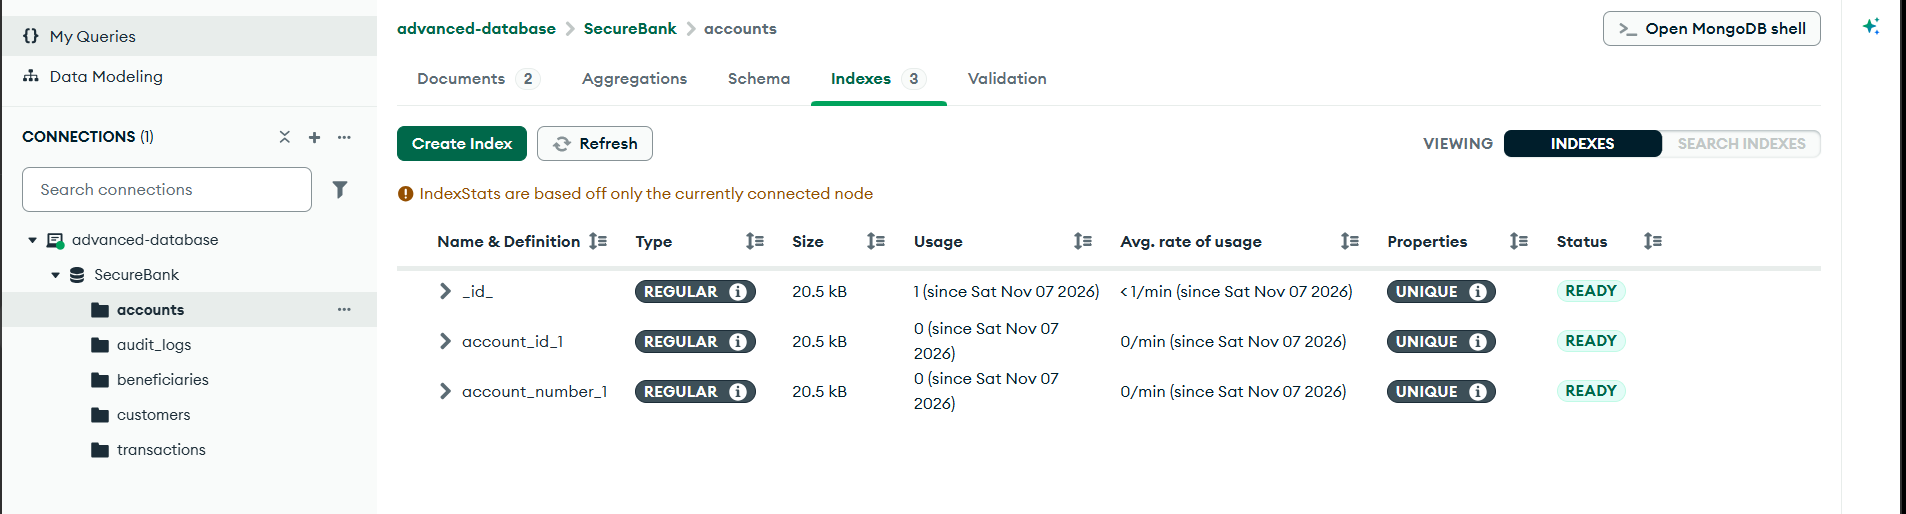 My Queries
Data Modeling
CONNECTIONS (1)
Search connections
advanced-database
SecureBank
accounts
audit_logs
beneficiaries
customers
transactions
advanced-database SecureBank accounts
>_ Open MongoDB shell
Documents 2 Aggregations Schema Indexes 3 Validation
Create Index Refresh
VIEWING INDEXES SEARCH INDEXES
IndexStats are based off only the currently connected node
Name & Definition Type Size Usage Avg. rate of usage Properties Status
_id_ REGULAR 20.5 kB 1 (since Sat Nov 07 2026) < 1/min (since Sat Nov 07 2026) UNIQUE READY
account_id_1 REGULAR 20.5 kB 0 (since Sat Nov 07
2026) 0/min (since Sat Nov 07 2026) UNIQUE READY
account_number_1 REGULAR 20.5 kB 0 (since Sat Nov 07
2026) 0/min (since Sat Nov 07 2026) UNIQUE READY